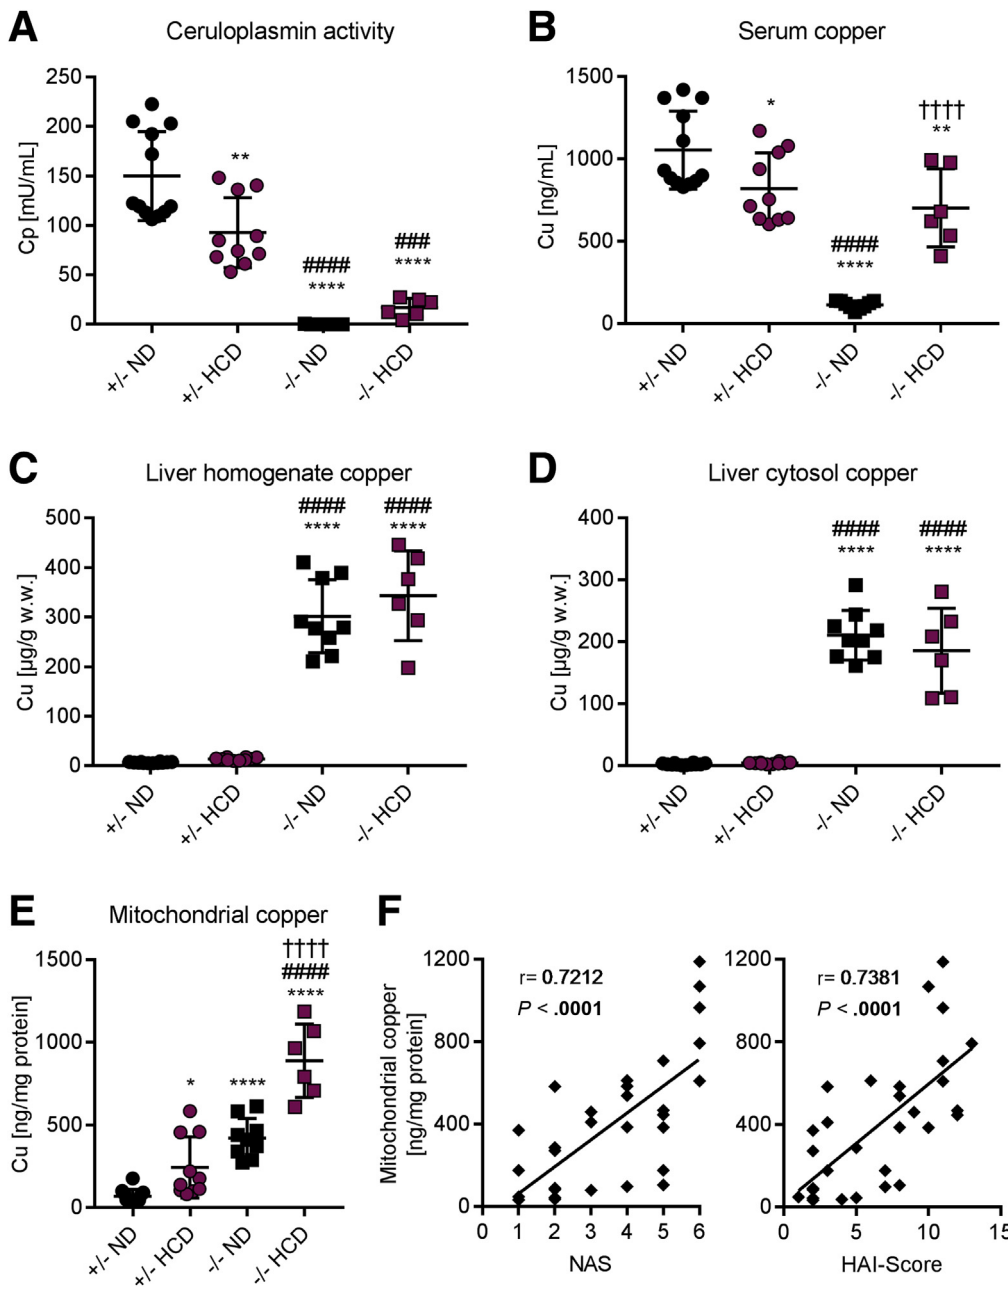 A
Ceruloplasmin activity
Cp [mU/mL]
250
200
150
100
50
0
**
####
****
###
****
+/- ND
+/- HCD
-/- ND
-/- HCD
B
Serum copper
Cu [ng/mL]
1500
1000
500
0
*
####
****
††††
**
+/- ND
+/- HCD
-/- ND
-/- HCD
C
Liver homogenate copper
Cu [µg/g w.w.]
500
400
300
200
100
0
####
****
####
****
+/- ND
+/- HCD
-/- ND
-/- HCD
D
Liver cytosol copper
Cu [µg/g w.w.]
400
300
200
100
0
####
****
####
****
+/- ND
+/- HCD
-/- ND
-/- HCD
E
Mitochondrial copper
Cu [ng/mg protein]
1500
1000
500
0
*
****
††††
####
****
+/- ND
+/- HCD
-/- ND
-/- HCD
F
Mitochondrial copper
[ng/mg protein]
1200
800
400
0
r= 0.7212
P < .0001
0 1 2 3 4 5 6
NAS
1200
800
400
0
r= 0.7381
P < .0001
0 5 10 15
HAI-Score